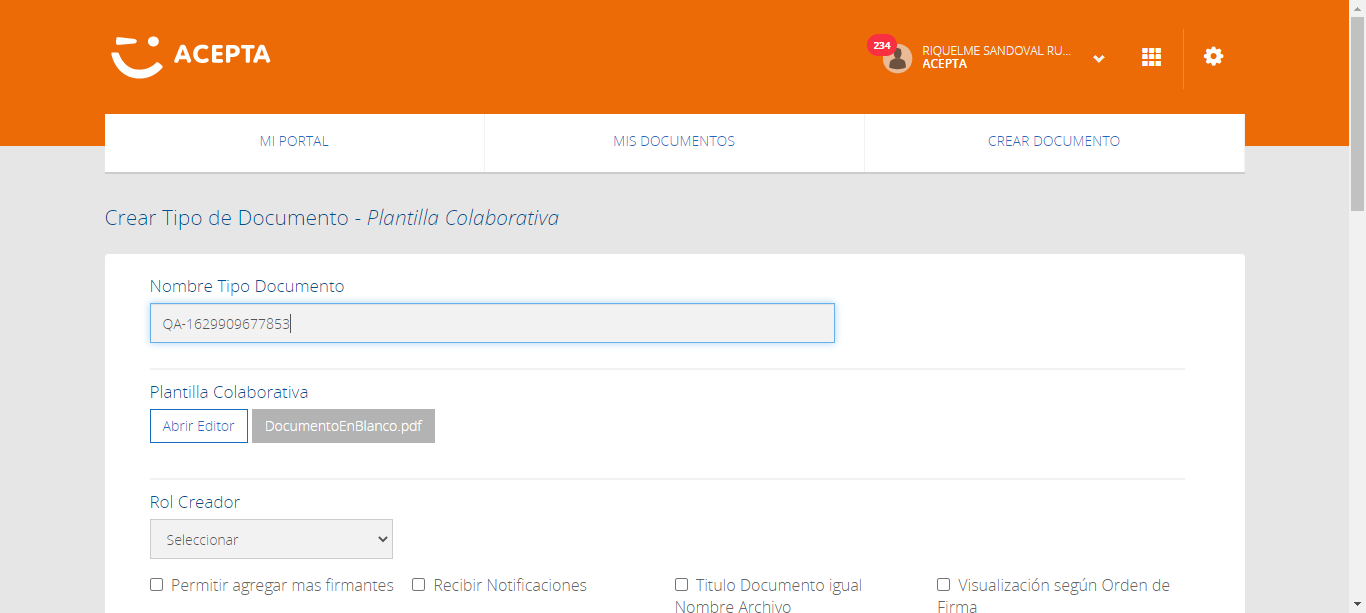 ACEPTA
234
RIQUELME SANDOVAL RU...
ACEPTA
MI PORTAL
MIS DOCUMENTOS
CREAR DOCUMENTO
Crear Tipo de Documento - Plantilla Colaborativa
Nombre Tipo Documento
QA-1629909677853
Plantilla Colaborativa
Abrir Editor
DocumentoEnBlanco.pdf
Rol Creador
Seleccionar
Permitir agregar mas firmantes
Recibir Notificaciones
Titulo Documento igual
Nombre Archivo
Visualización según Orden de
Firma